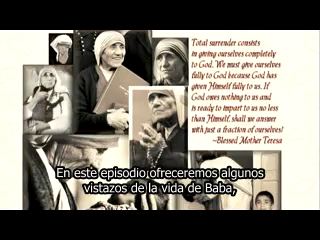 Total surrender consists
in giving ourselves completely
to God. We must give ourselves
fully to God because God has
given Himself fully to us. If
God owes nothing to us and
is ready to impart to us no less
than Himself, shall we answer
with just a fraction of ourselves?
~Blessed Mother Teresa
En este episodio ofreceremos algunos
vistazos de la vida de Baba,